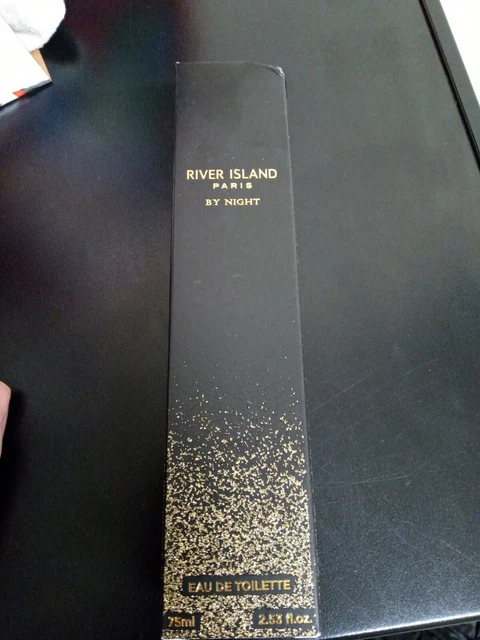 RIVER ISLAND
PARIS
BY NIGHT
EAU DE TOILETTE
75ml 2.53 fl.oz.